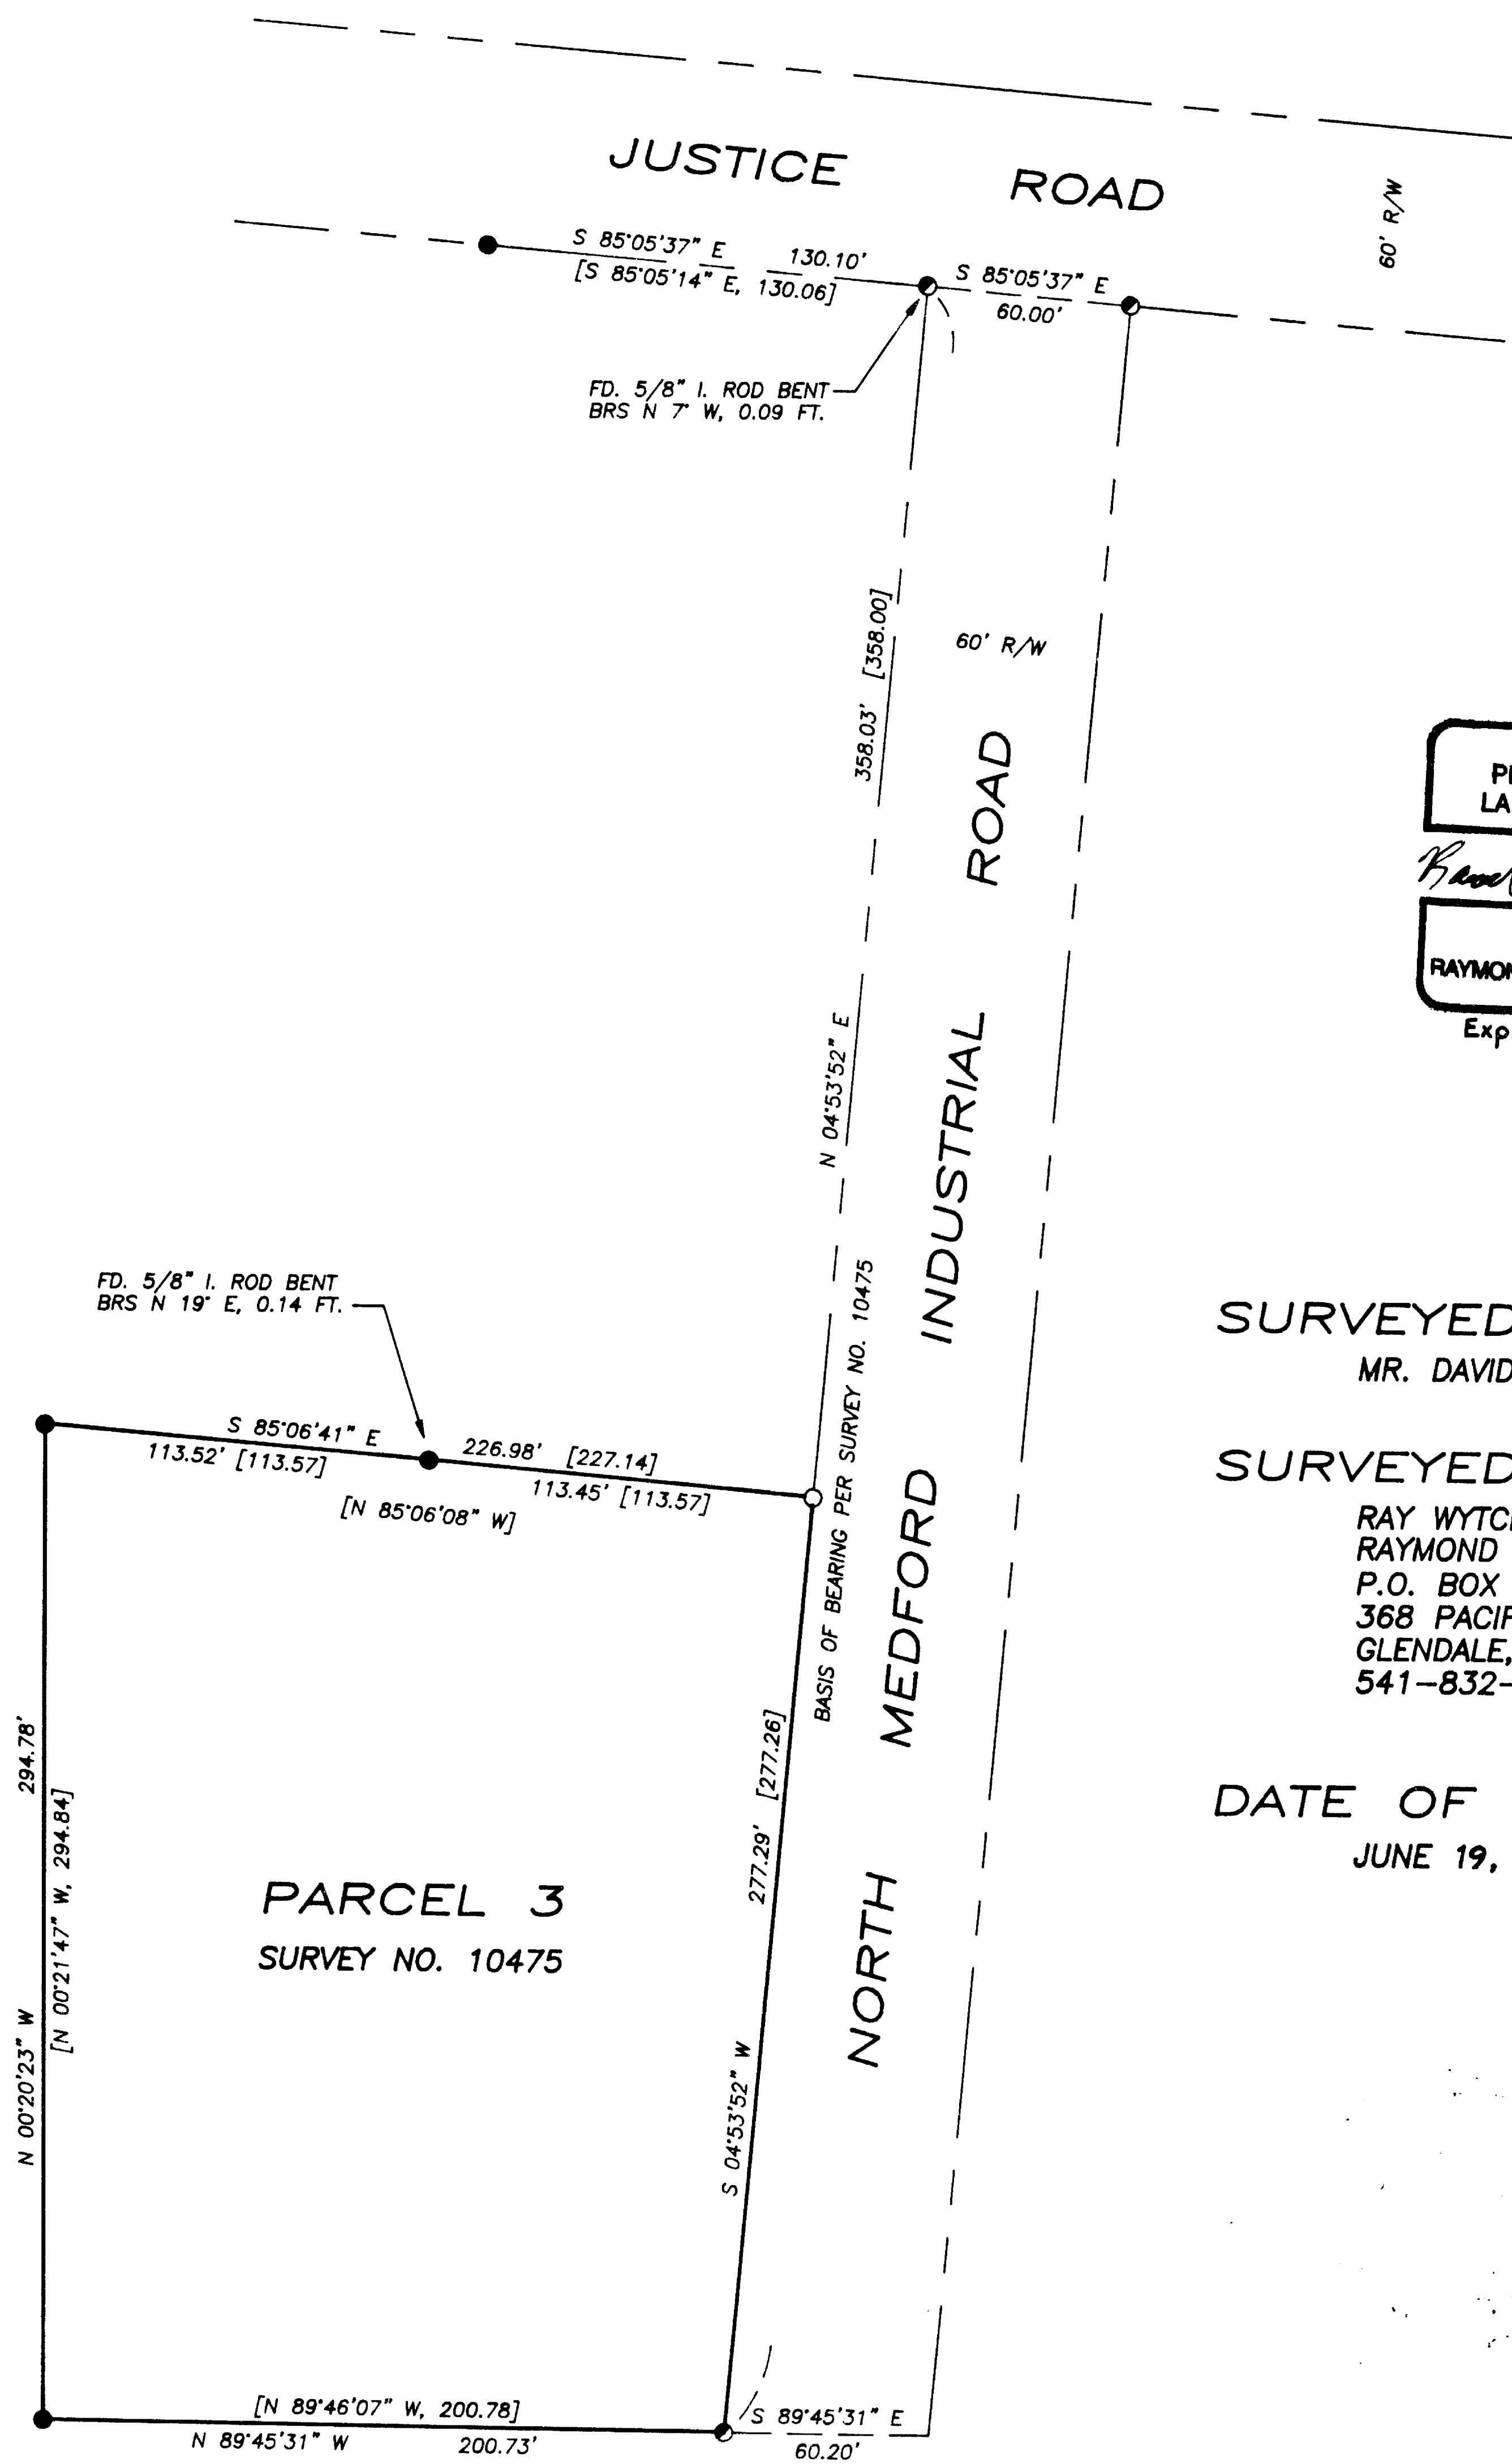 JUSTICE ROAD
60' R/W
S 85°05'37" E 130.10'
[S 85°05'14" E, 130.06]
S 85°05'37" E
60.00'
FD. 5/8" I. ROD BENT
BRS N 7° W, 0.09 FT.
358.03' [358.00]
60' R/W
N 04°53'52" E
BASIS OF BEARING PER SURVEY NO. 10475
NORTH MEDFORD INDUSTRIAL ROAD
RAYMON
Exp
FD. 5/8" I. ROD BENT
BRS N 19° E, 0.14 FT.
S 85°06'41" E 226.98' [227.14]
113.52' [113.57] 113.45' [113.57]
[N 85°06'08" W]
N 00°20'23" W 294.78'
[N 00°21'47" W, 294.84]
S 04°53'52" W 277.29' [277.26]
PARCEL 3
SURVEY NO. 10475
[N 89°46'07" W, 200.78]
N 89°45'31" W 200.73'
S 89°45'31" E
60.20'
SURVEYED
MR. DAVID
SURVEYED
RAY WYTC
RAYMOND
P.O. BOX
368 PACIF
GLENDALE,
541-832-
DATE OF
JUNE 19,